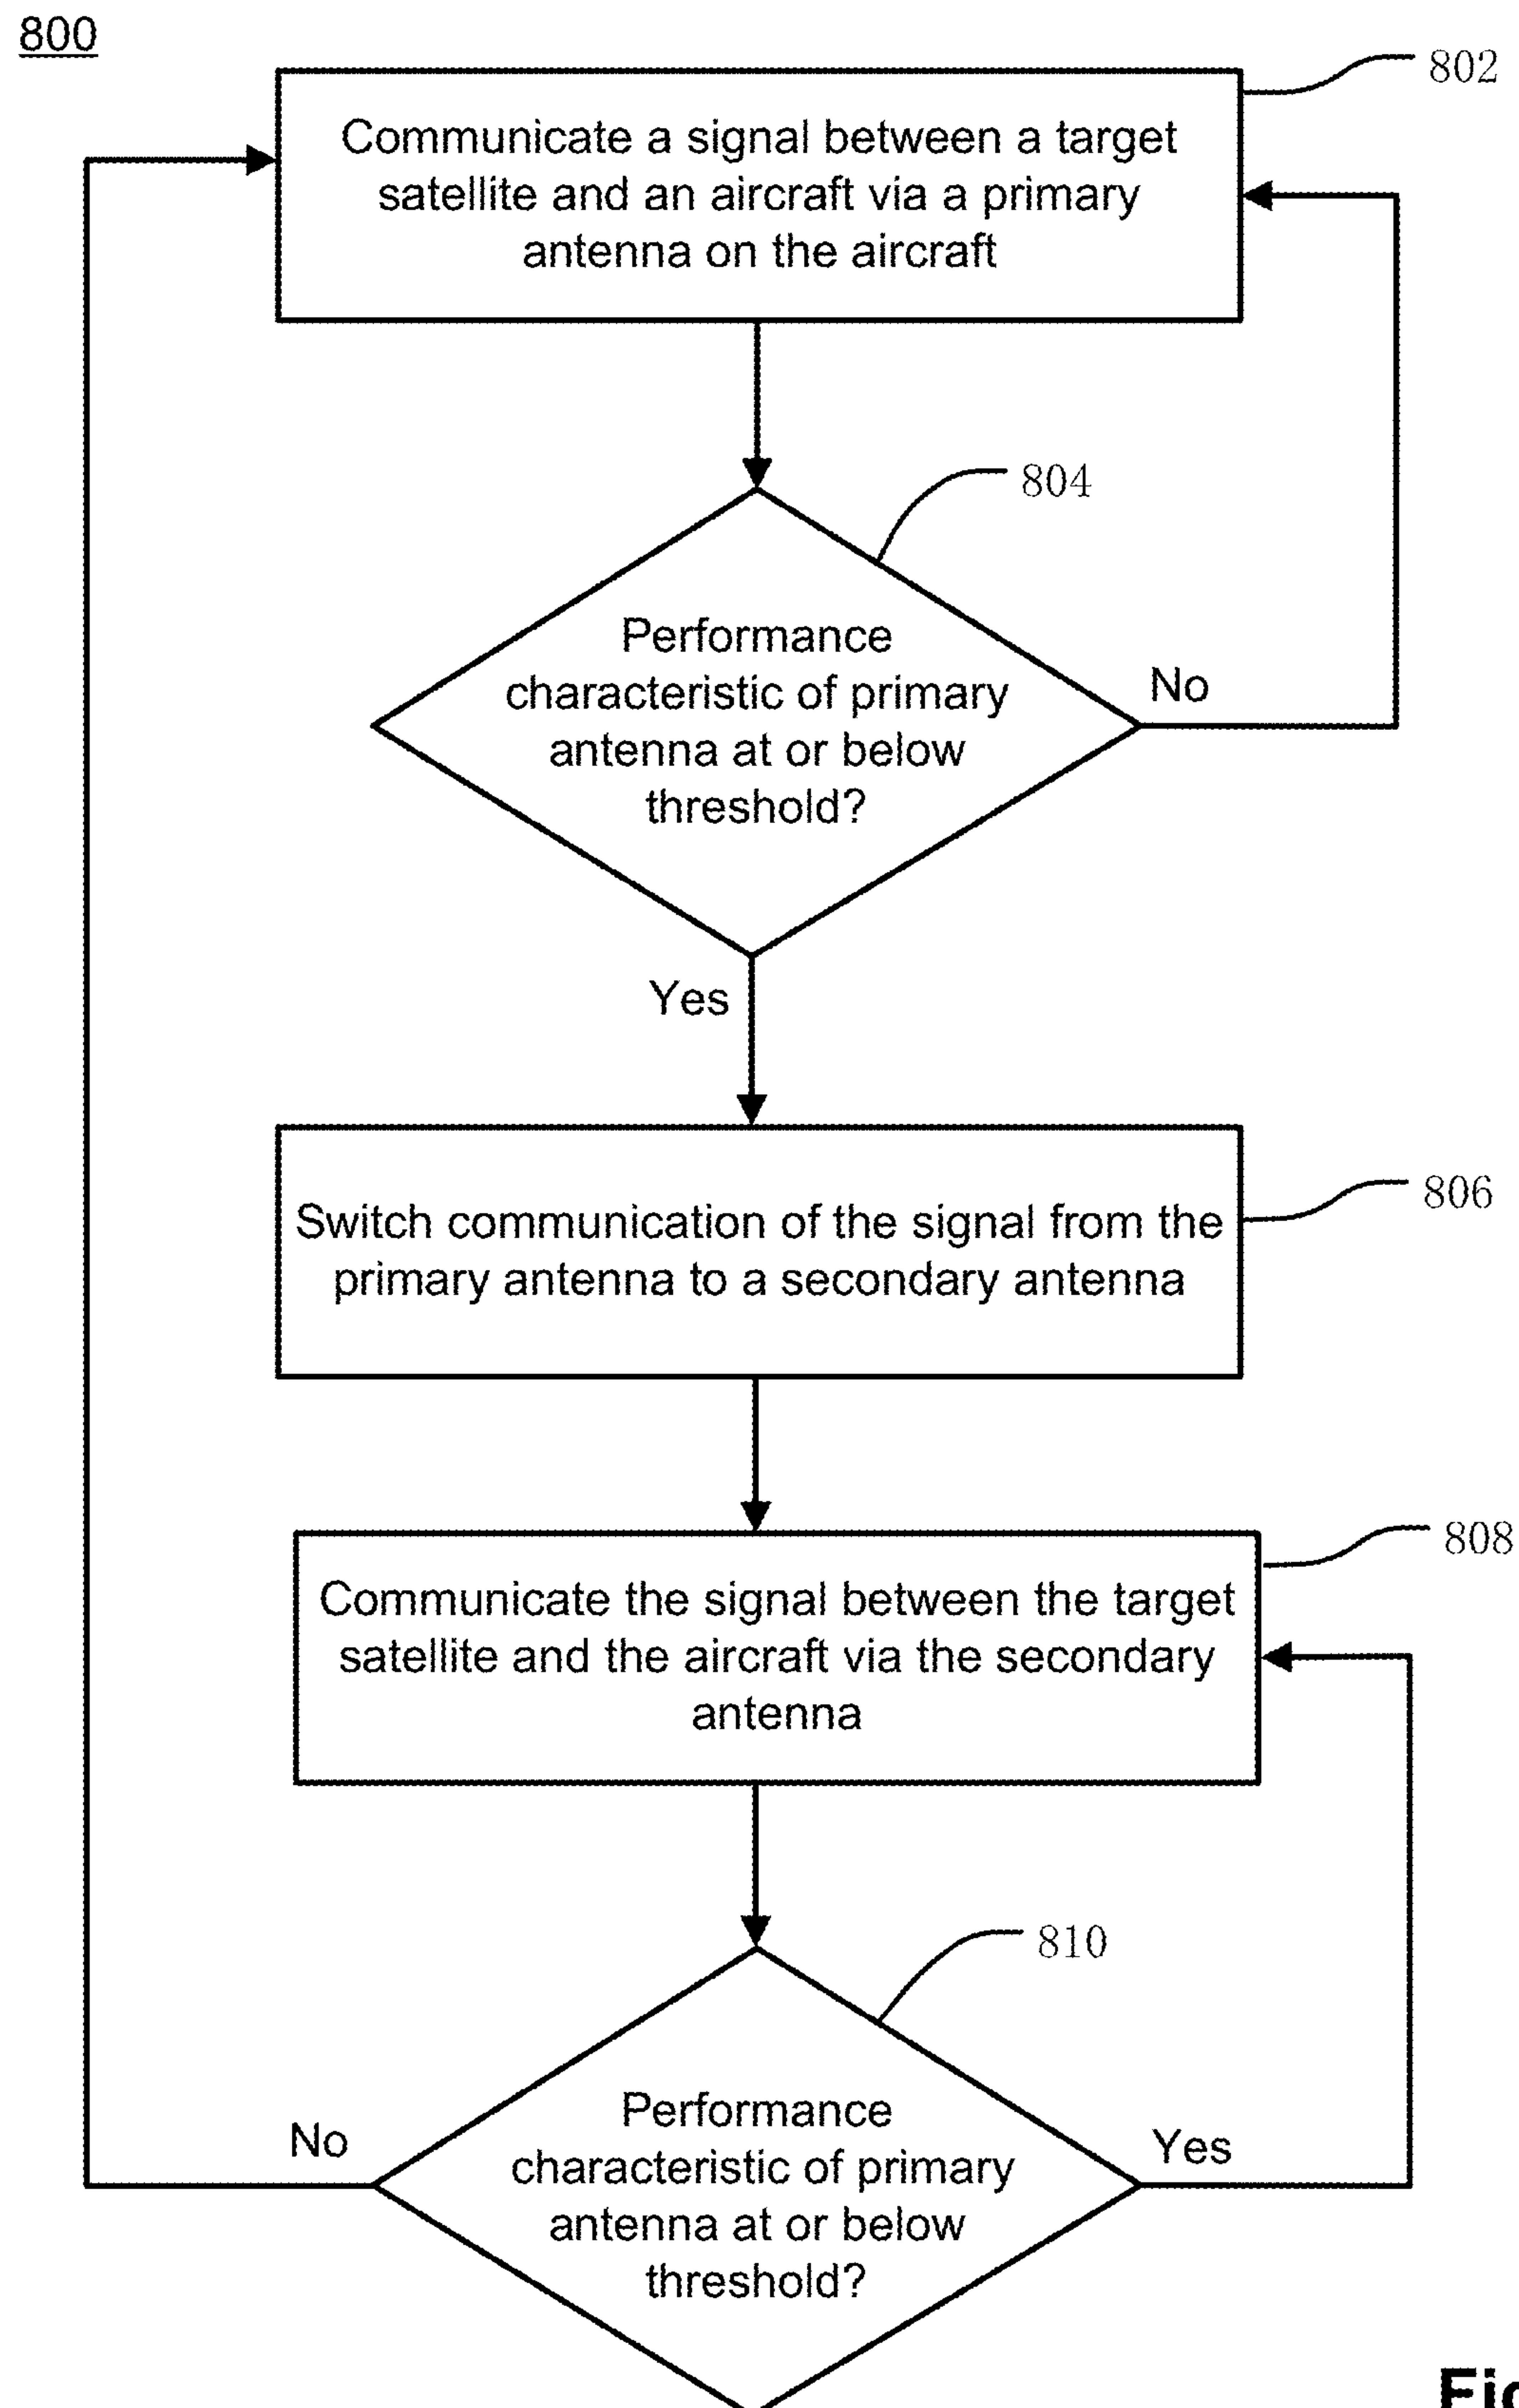 800
802
Communicate a signal between a target
satellite and an aircraft via a primary
antenna on the aircraft
804
Performance
characteristic of primary
antenna at or below
threshold?
No
Yes
806
Switch communication of the signal from the
primary antenna to a secondary antenna
808
Communicate the signal between the target
satellite and the aircraft via the secondary
antenna
810
Performance
characteristic of primary
antenna at or below
threshold?
No
Yes